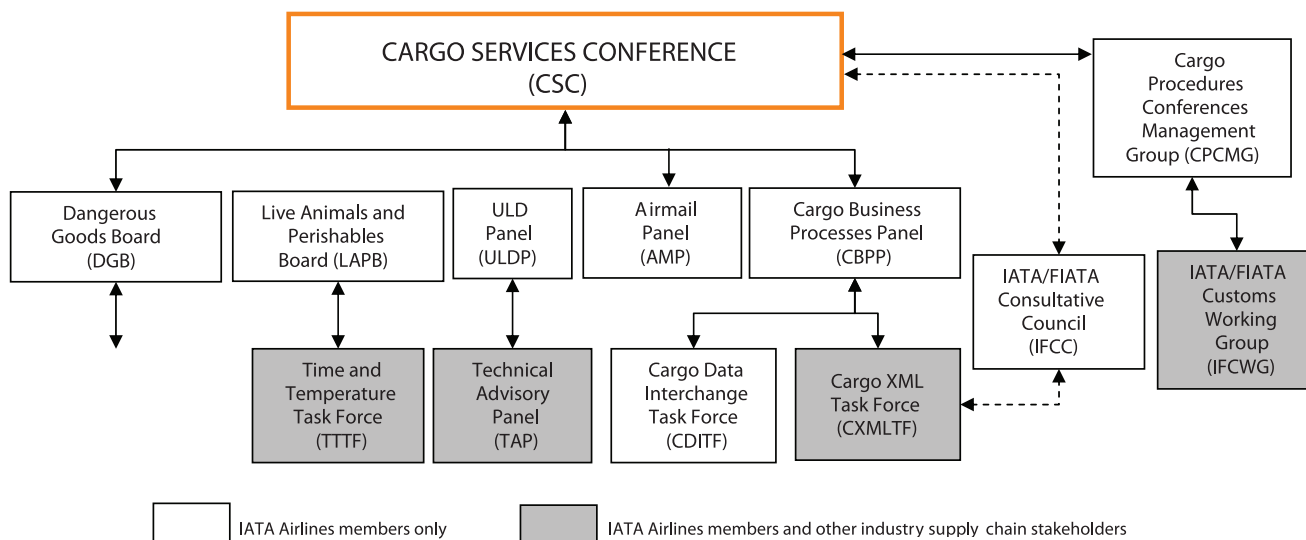 CARGO SERVICES CONFERENCE
(CSC)
Cargo
Procedures
Conferences
Management
Group (CPCMG)
Dangerous
Goods Board
(DGB)
Live Animals and
Perishables
Board (LAPB)
ULD
Panel
(ULDP)
Airmail
Panel
(AMP)
Cargo Business
Processes Panel
(CBPP)
IATA/FIATA
Consultative
Council
(IFCC)
IATA/FIATA
Customs
Working
Group
(IFCWG)
Time and
Temperature
Task Force
(TTTF)
Technical
Advisory
Panel
(TAP)
Cargo Data
Interchange
Task Force
(CDITF)
Cargo XML
Task Force
(CXMLTF)
IATA Airlines members only
IATA Airlines members and other industry supply chain stakeholders